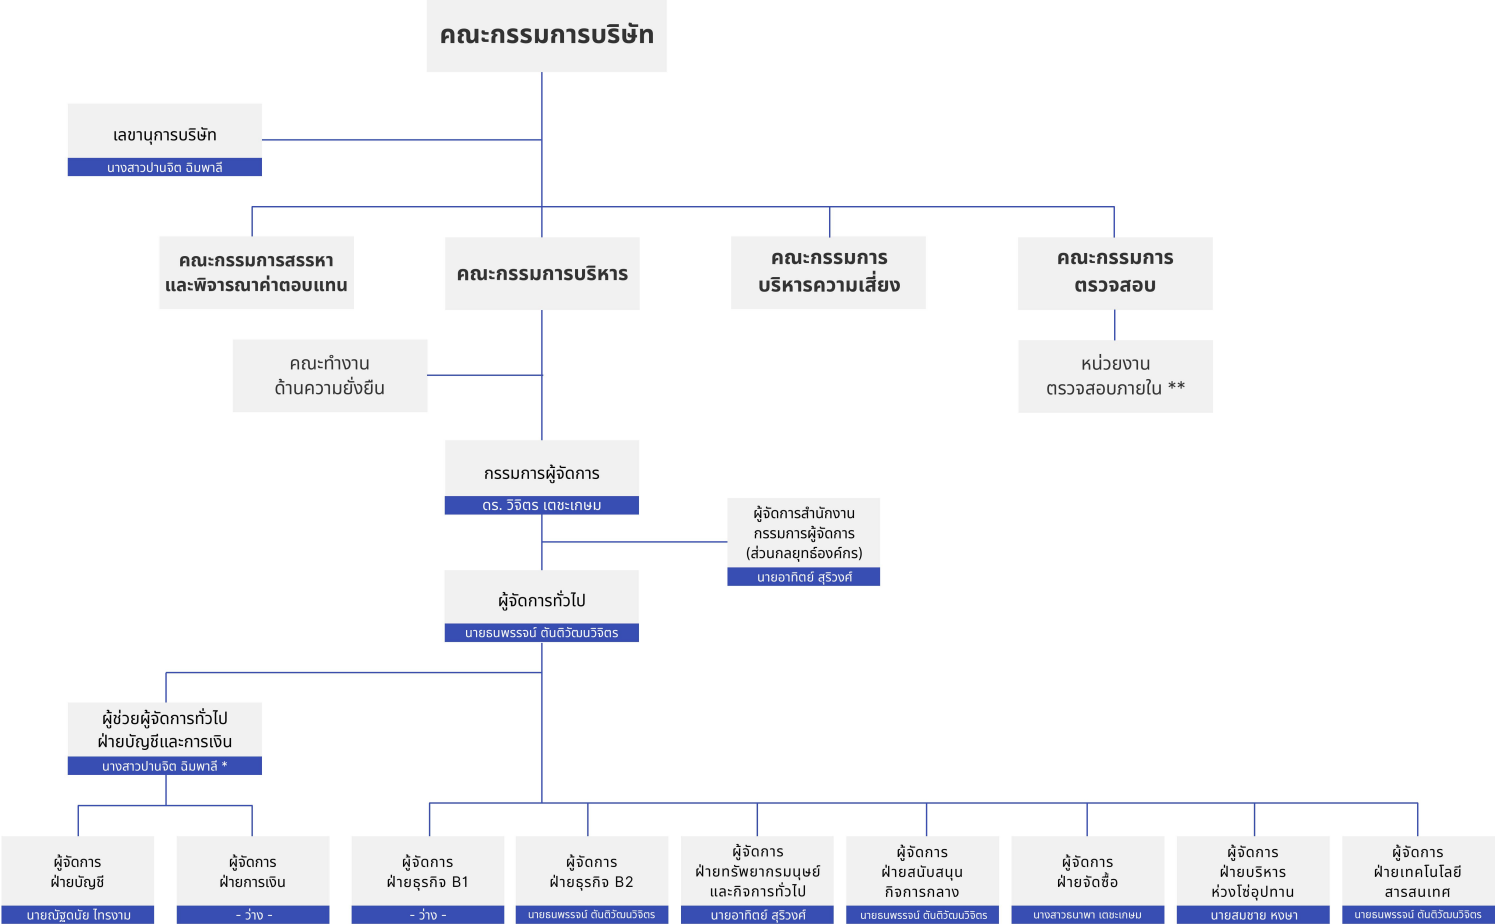 คณะกรรมการบริษัท
เลขานุการบริษัท
นางสาวปานจิต ฉิมพาลี
คณะกรรมการสรรหา
และพิจารณาค่าตอบแทน
คณะกรรมการบริหาร
คณะกรรมการ
บริหารความเสี่ยง
คณะกรรมการ
ตรวจสอบ
คณะทำงาน
ด้านความยั่งยืน
หน่วยงาน
ตรวจสอบภายใน **
กรรมการผู้จัดการ
ดร. วิจิตร เตชะเกษม
ผู้จัดการสำนักงาน
กรรมการผู้จัดการ
(ส่วนกลยุทธ์องค์กร)
นายอาทิตย์ สุริวงศ์
ผู้จัดการทั่วไป
นายธนพรรจน์ ตันติวัฒนวิจิตร
ผู้ช่วยผู้จัดการทั่วไป
ฝ่ายบัญชีและการเงิน
นางสาวปานจิต ฉิมพาลี *
ผู้จัดการ
ฝ่ายบัญชี
นายณัฐดนัย ไทรงาม
ผู้จัดการ
ฝ่ายการเงิน
- ว่าง -
ผู้จัดการ
ฝ่ายธุรกิจ B1
- ว่าง -
ผู้จัดการ
ฝ่ายธุรกิจ B2
นายธนพรรจน์ ตันติวัฒนวิจิตร
ผู้จัดการ
ฝ่ายทรัพยากรมนุษย์
และกิจการทั่วไป
นายอาทิตย์ สุริวงศ์
ผู้จัดการ
ฝ่ายสนับสนุน
กิจการกลาง
นายธนพรรจน์ ตันติวัฒนวิจิตร
ผู้จัดการ
ฝ่ายจัดซื้อ
นางสาวธนาพา เตชะเกษม
ผู้จัดการ
ฝ่ายบริหาร
ห่วงโซ่อุปทาน
นายสมชาย หงษา
ผู้จัดการ
ฝ่ายเทคโนโลยี
สารสนเทศ
นายธนพรรจน์ ตันติวัฒนวิจิตร